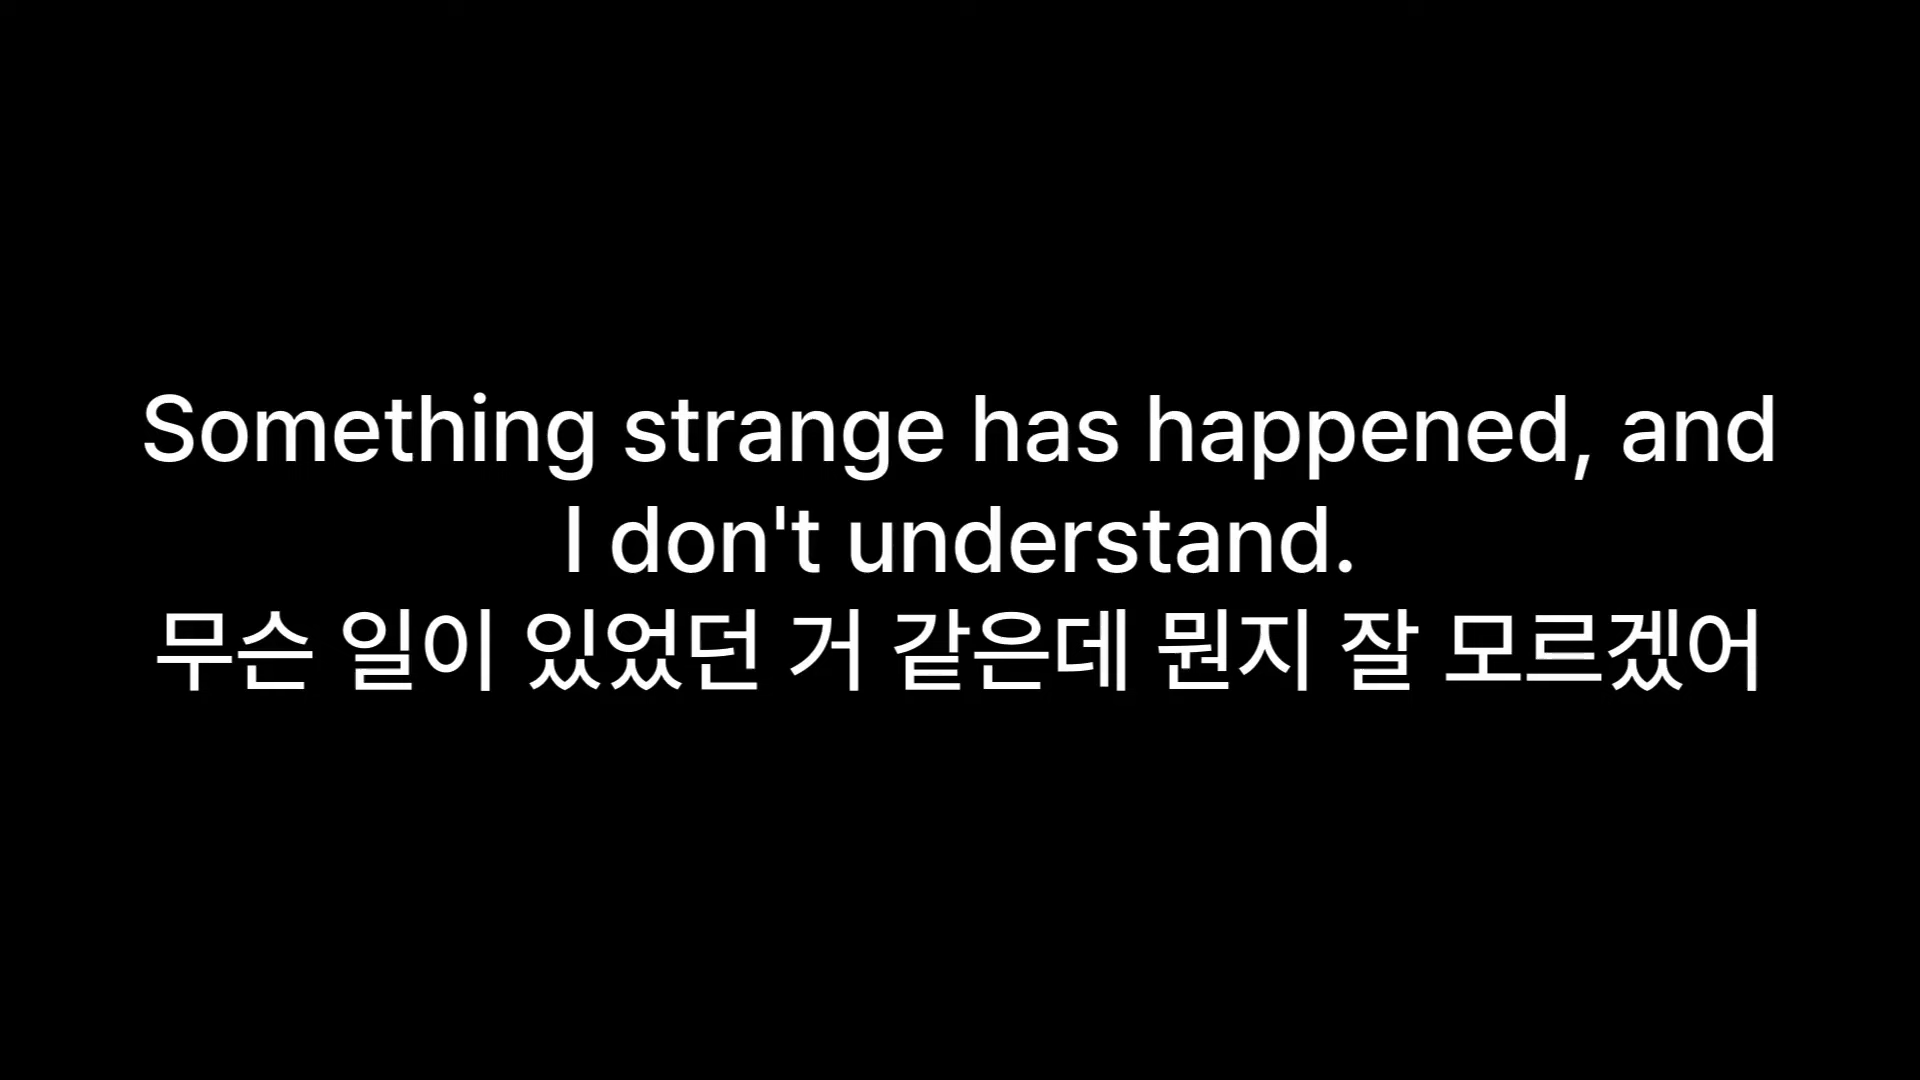 Something strange has happened, and
I don't understand.
무슨 일이 있었던 거 같은데 뭔지 잘 모르겠어